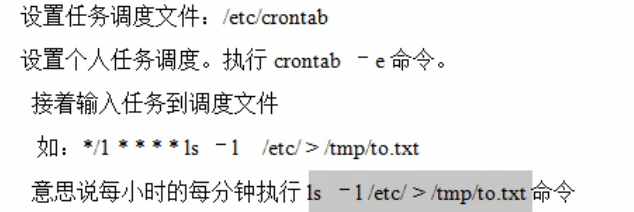 设置任务调度文件：/etc/crontab
设置个人任务调度。执行 crontab －e 命令。
接着输入任务到调度文件
如：*/1 * * * * ls －l /etc/ > /tmp/to.txt
意思说每小时的每分钟执行 ls －l /etc/ > /tmp/to.txt 命令